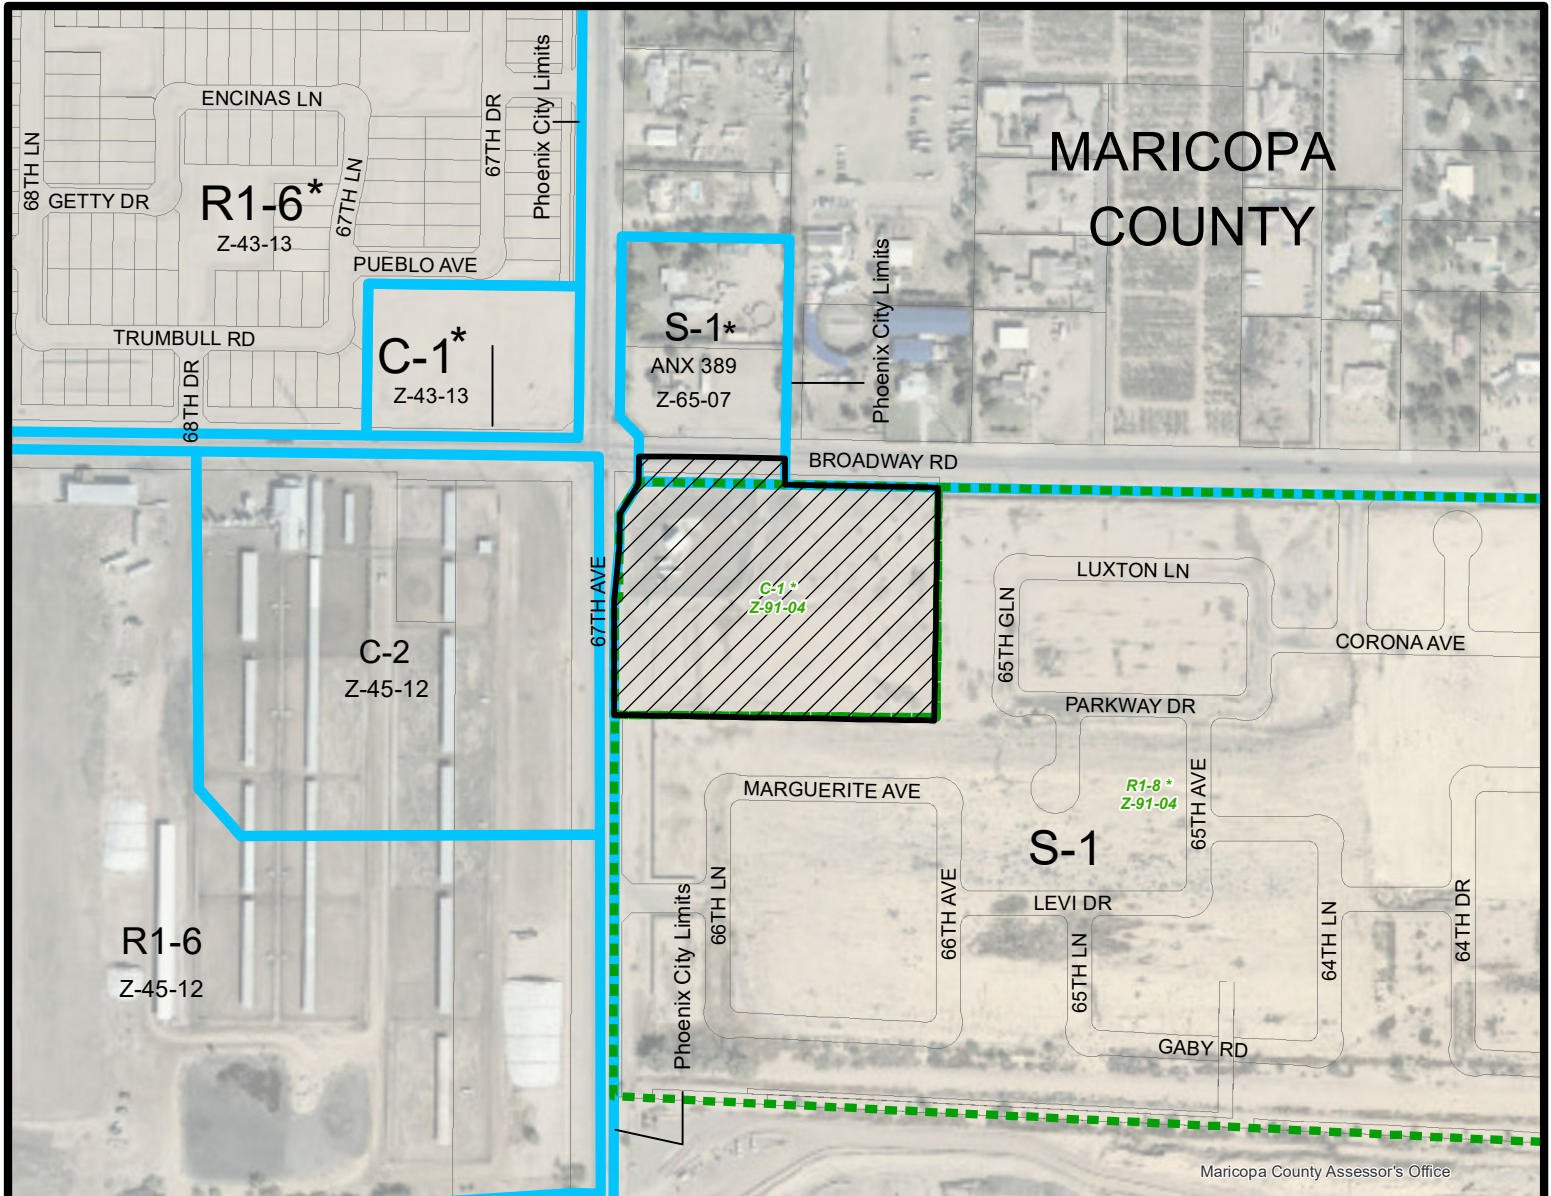 ENCINAS LN
68TH LN
GETTY DR
R1-6*
Z-43-13
67TH LN
67TH DR
Phoenix City Limits
PUEBLO AVE
TRUMBULL RD
68TH DR
C-1*
Z-43-13
S-1*
ANX 389
Z-65-07
Phoenix City Limits
MARICOPA
COUNTY
BROADWAY RD
67TH AVE
C-1 *
Z-91-04
C-2
Z-45-12
LUXTON LN
65TH GLN
CORONA AVE
PARKWAY DR
MARGUERITE AVE
R1-8 *
Z-91-04
65TH AVE
S-1
66TH LN
66TH AVE
LEVI DR
65TH LN
64TH LN
64TH DR
R1-6
Z-45-12
Phoenix City Limits
GABY RD
Maricopa County Assessor's Office